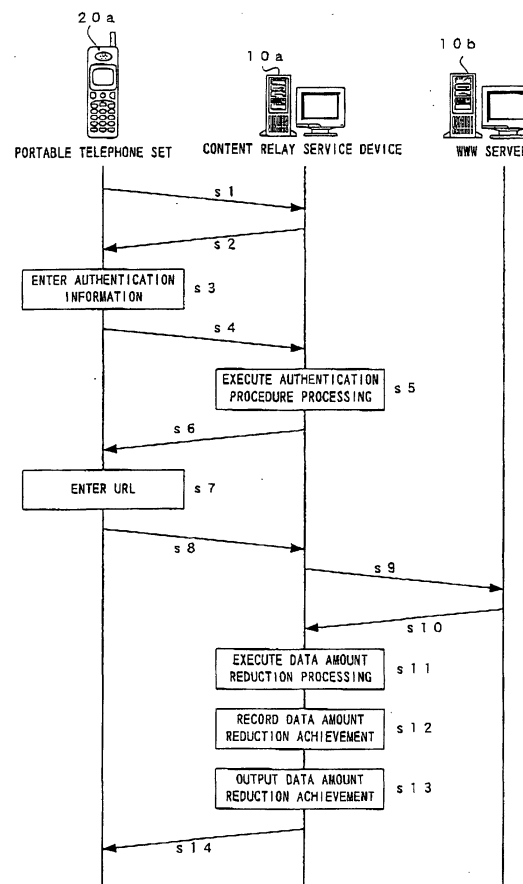 20a
10a
10b
PORTABLE TELEPHONE SET
CONTENT RELAY SERVICE DEVICE
WWW SERVER
s1
s2
ENTER AUTHENTICATION
INFORMATION
s3
s4
EXECUTE AUTHENTICATION
PROCEDURE PROCESSING
s5
s6
ENTER URL
s7
s8
s9
s10
EXECUTE DATA AMOUNT
REDUCTION PROCESSING
s11
RECORD DATA AMOUNT
REDUCTION ACHIEVEMENT
s12
OUTPUT DATA AMOUNT
REDUCTION ACHIEVEMENT
s13
s14